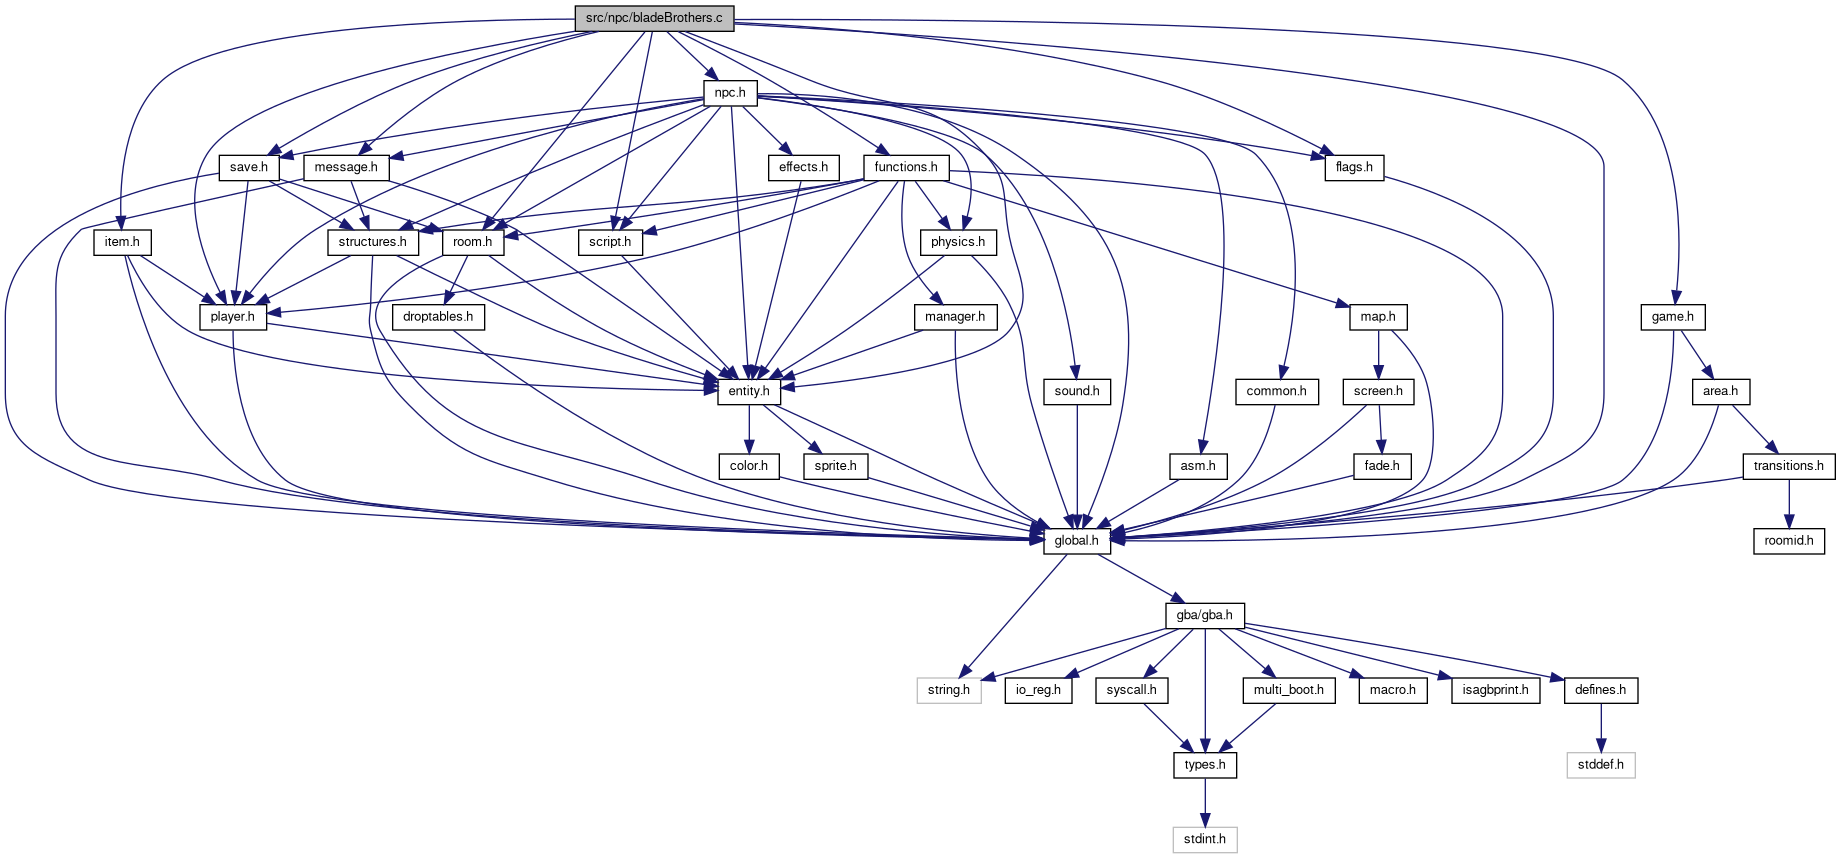 src/npc/bladeBrothers.c
npc.h
save.h
message.h
effects.h
functions.h
flags.h
item.h
structures.h
room.h
script.h
physics.h
player.h
droptables.h
manager.h
map.h
game.h
entity.h
sound.h
common.h
screen.h
area.h
color.h
sprite.h
asm.h
fade.h
transitions.h
global.h
roomid.h
gba/gba.h
string.h
io_reg.h
syscall.h
multi_boot.h
macro.h
isagbprint.h
defines.h
types.h
stddef.h
stdint.h